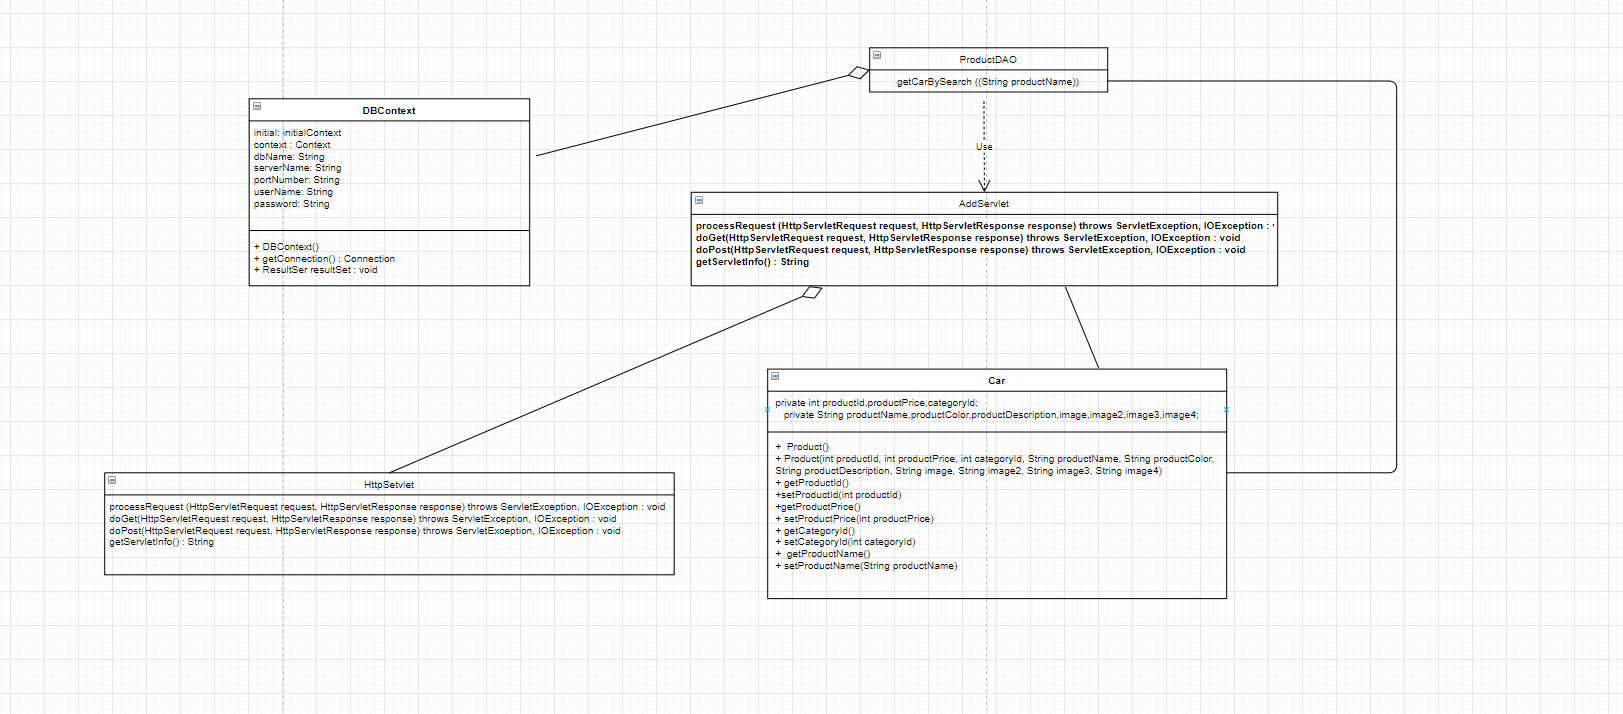 ProductDAO
getCarBySearch ((String productName))
DBContext
initial: initialContext
context : Context
dbName: String
serverName: String
portNumber: String
userName: String
password: String
+ DBContext()
+ getConnection() : Connection
+ ResultSer resultSet : void
Use
AddServlet
processRequest (HttpServletRequest request, HttpServletResponse response) throws ServletException, IOException :
doGet(HttpServletRequest request, HttpServletResponse response) throws ServletException, IOException : void
doPost(HttpServletRequest request, HttpServletResponse response) throws ServletException, IOException : void
getServletInfo() : String
Car
private int productId,productPrice,categoryId;
private String productName,productColor,productDescription,image,image2,image3,image4;
+ Product()
+ Product(int productId, int productPrice, int categoryId, String productName, String productColor,
String productDescription, String image, String image2, String image3, String image4)
+ getProductId()
+setProductId(int productId)
+getProductPrice()
+ setProductPrice(int productPrice)
+ getCategoryId()
+ setCategoryId(int categoryId)
+ getProductName()
+ setProductName(String productName)
HttpSetvlet
processRequest (HttpServletRequest request, HttpServletResponse response) throws ServletException, IOException : void
doGet(HttpServletRequest request, HttpServletResponse response) throws ServletException, IOException : void
doPost(HttpServletRequest request, HttpServletResponse response) throws ServletException, IOException : void
getServletInfo() : String